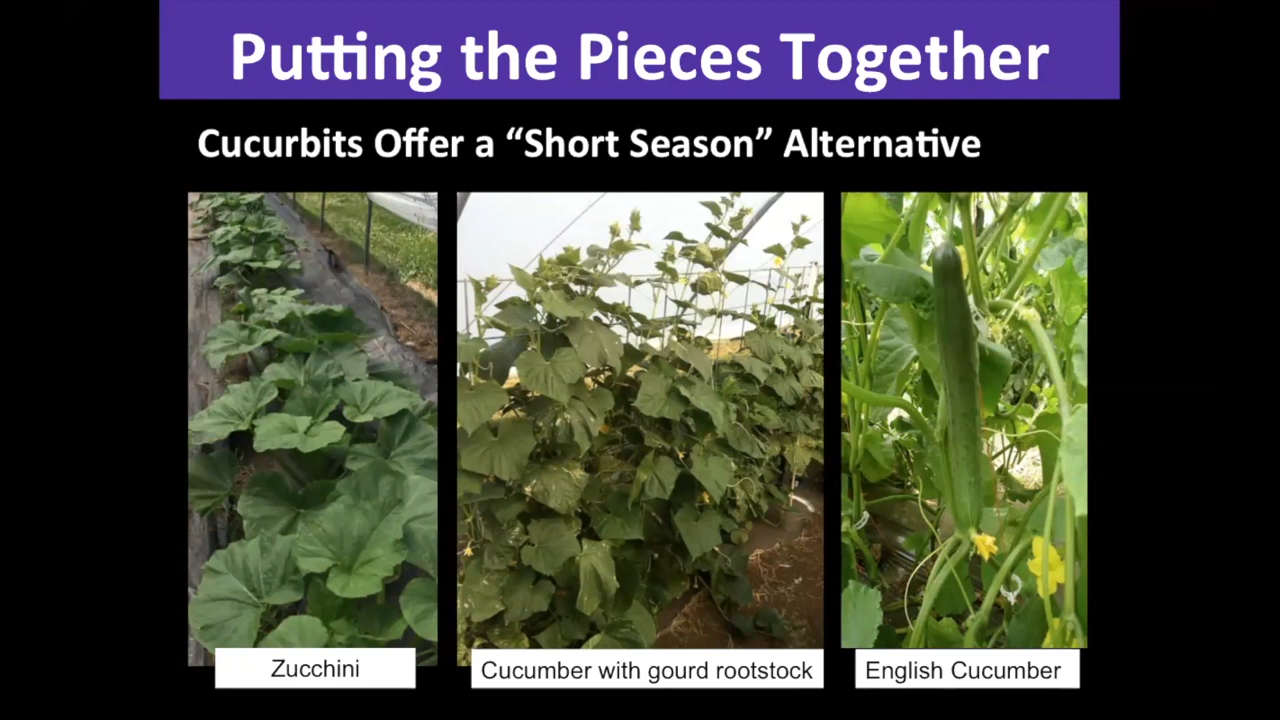 Putting the Pieces Together
Cucurbits Offer a “Short Season” Alternative
Zucchini
Cucumber with gourd rootstock
English Cucumber